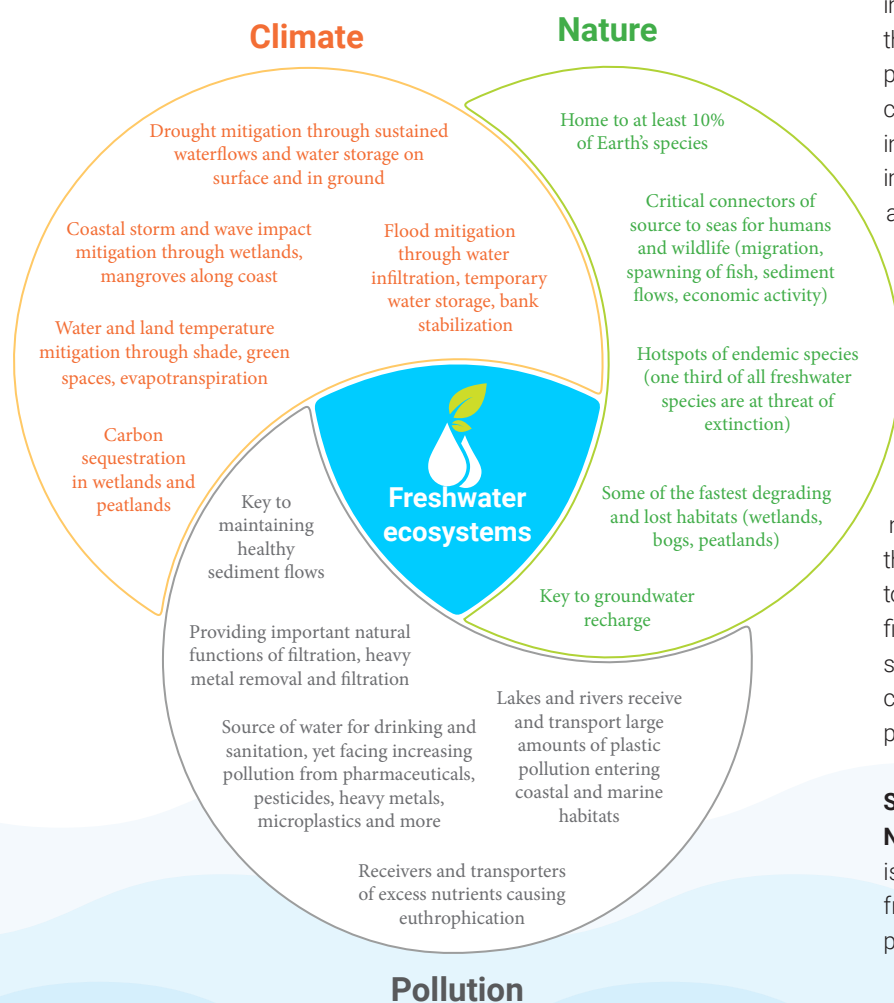 Climate
Nature
Drought mitigation through sustained
waterflows and water storage on
surface and in ground
Coastal storm and wave impact
mitigation through wetlands,
mangroves along coast
Flood mitigation
through water
infiltration, temporary
water storage, bank
stabilization
Water and land temperature
mitigation through shade, green
spaces, evapotranspiration
Carbon
sequestration
in wetlands and
peatlands
Home to at least 10%
of Earth's species
Critical connectors of
source to seas for humans
and wildlife (migration,
spawning of fish, sediment
flows, economic activity)
Hotspots of endemic species
(one third of all freshwater
species are at threat of
extinction)
Some of the fastest degrading
and lost habitats (wetlands,
bogs, peatlands)
Key to groundwater
recharge
Freshwater
ecosystems
Key to
maintaining
healthy
sediment flows
Providing important natural
functions of filtration, heavy
metal removal and filtration
Source of water for drinking and
sanitation, yet facing increasing
pollution from pharmaceuticals,
pesticides, heavy metals,
microplastics and more
Lakes and rivers receive
and transport large
amounts of plastic
pollution entering
coastal and marine
habitats
Receivers and transporters
of excess nutrients causing
euthrophication
Pollution